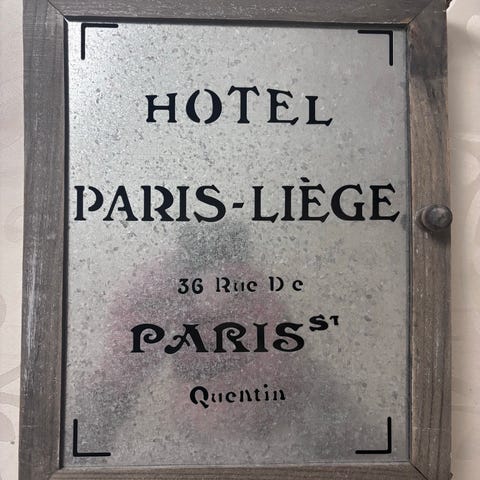 HOTEL
PARIS-LIÈGE
36 Rue De
PARIS ST
Quentin